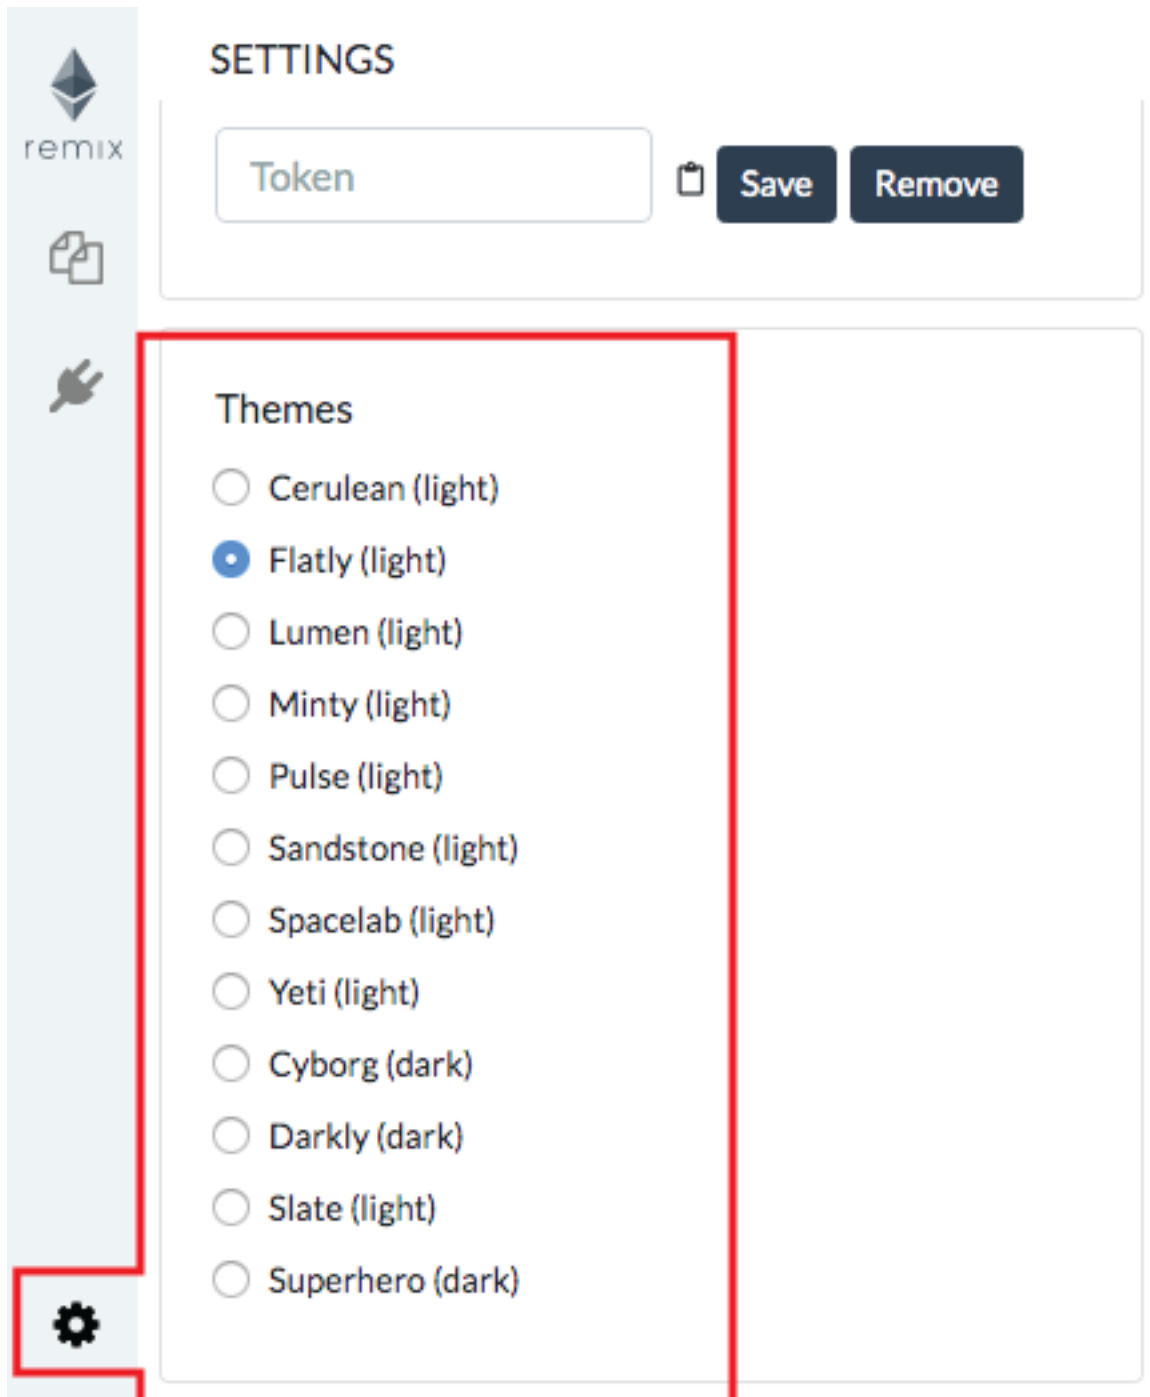 SETTINGS
remix
Token
Save
Remove
Themes
Cerulean (light)
Flatly (light)
Lumen (light)
Minty (light)
Pulse (light)
Sandstone (light)
Spacelab (light)
Yeti (light)
Cyborg (dark)
Darkly (dark)
Slate (light)
Superhero (dark)